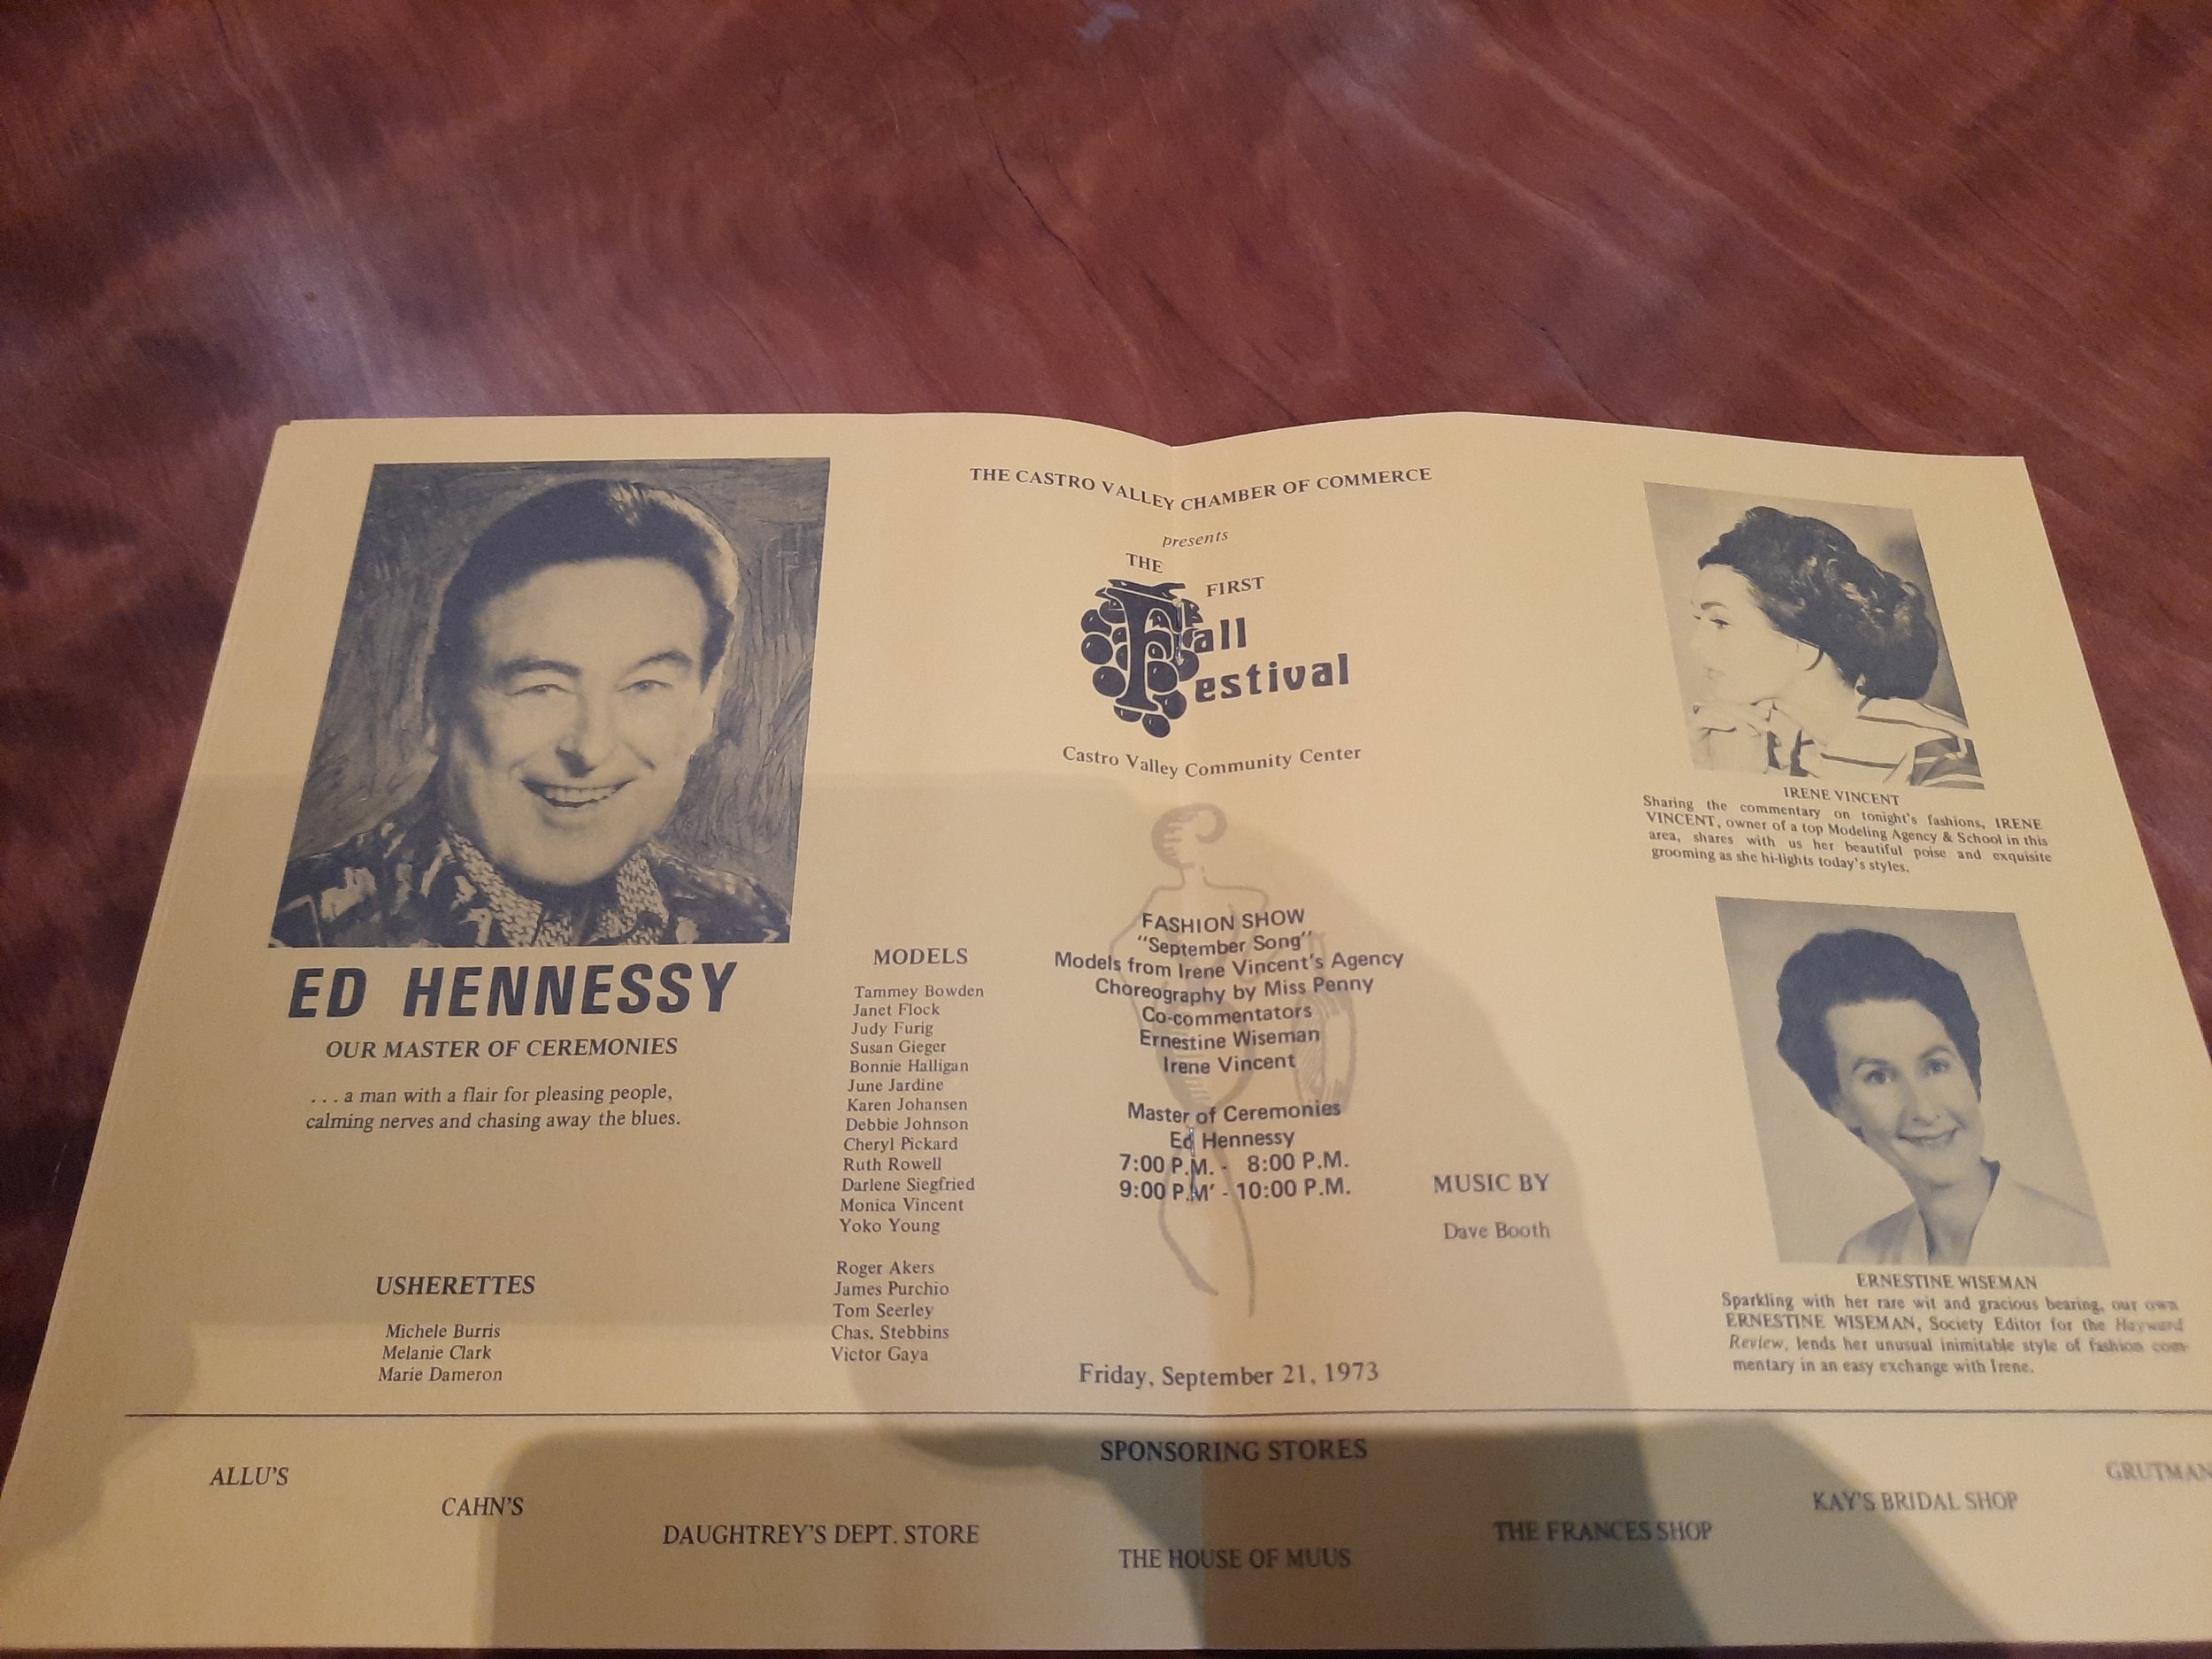 THE CASTRO VALLEY CHAMBER OF COMMERCE
presents
THE
FIRST
Fall
Festival
Castro Valley Community Center
ED HENNESSY
OUR MASTER OF CEREMONIES
. . . a man with a flair for pleasing people,
calming nerves and chasing away the blues.
USHERETTES
Michele Burris
Melanie Clark
Marie Dameron
MODELS
Tammey Bowden
Janet Flock
Judy Furig
Susan Gieger
Bonnie Halligan
June Jardine
Karen Johansen
Debbie Johnson
Cheryl Pickard
Ruth Rowell
Darlene Siegfried
Monica Vincent
Yoko Young
Roger Akers
James Purchio
Tom Seerley
Chas. Stebbins
Victor Gaya
FASHION SHOW
"September Song"
Models from Irene Vincent's Agency
Choreography by Miss Penny
Co-commentators
Ernestine Wiseman
Irene Vincent
Master of Ceremonies
Ed Hennessy
7:00 P.M. - 8:00 P.M.
9:00 P.M' - 10:00 P.M.
Friday, September 21, 1973
MUSIC BY
Dave Booth
IRENE VINCENT
Sharing the commentary on tonight's fashions, IRENE
VINCENT, owner of a top Modeling Agency & School in this
area, shares with us her beautiful poise and exquisite
grooming as she hi-lights today's styles.
ERNESTINE WISEMAN
Sparkling with her rare wit and gracious bearing, our own
ERNESTINE WISEMAN, Society Editor for the Hayward
Review, lends her unusual inimitable style of fashion com-
mentary in an easy exchange with Irene.
SPONSORING STORES
ALLU'S
CAHN'S
DAUGHTREY'S DEPT. STORE
THE HOUSE OF MUUS
THE FRANCES SHOP
KAY'S BRIDAL SHOP
GRUTMAN